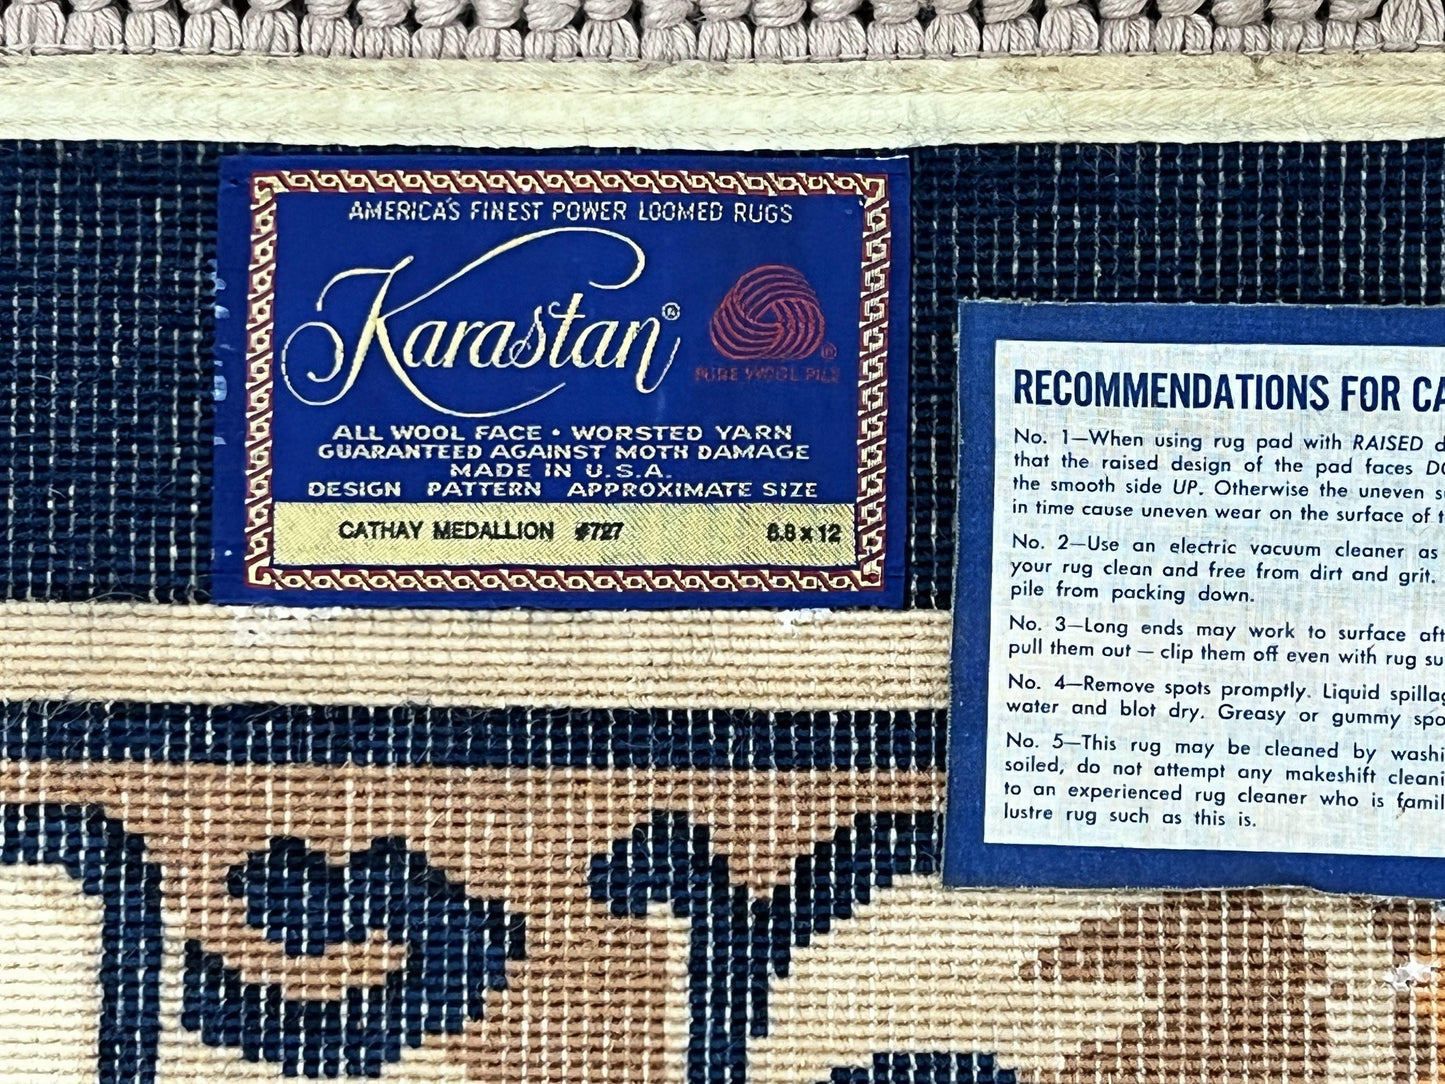 AMERICA'S FINEST POWER LOOMED RUGS
Karastan®
PURE WOOL PILE
ALL WOOL FACE • WORSTED YARN
GUARANTEED AGAINST MOTH DAMAGE
MADE IN U.S.A.
DESIGN PATTERN APPROXIMATE SIZE
CATHAY MEDALLION #727 8.8 x 12
RECOMMENDATIONS FOR CA
No. 1—When using rug pad with RAISED d
that the raised design of the pad faces DO
the smooth side UP. Otherwise the uneven s
in time cause uneven wear on the surface of t
No. 2—Use an electric vacuum cleaner as
your rug clean and free from dirt and grit.
pile from packing down.
No. 3—Long ends may work to surface aft
pull them out — clip them off even with rug su
No. 4—Remove spots promptly. Liquid spillag
water and blot dry. Greasy or gummy spo
No. 5—This rug may be cleaned by washi
soiled, do not attempt any makeshift cleani
to an experienced rug cleaner who is famil
lustre rug such as this is.